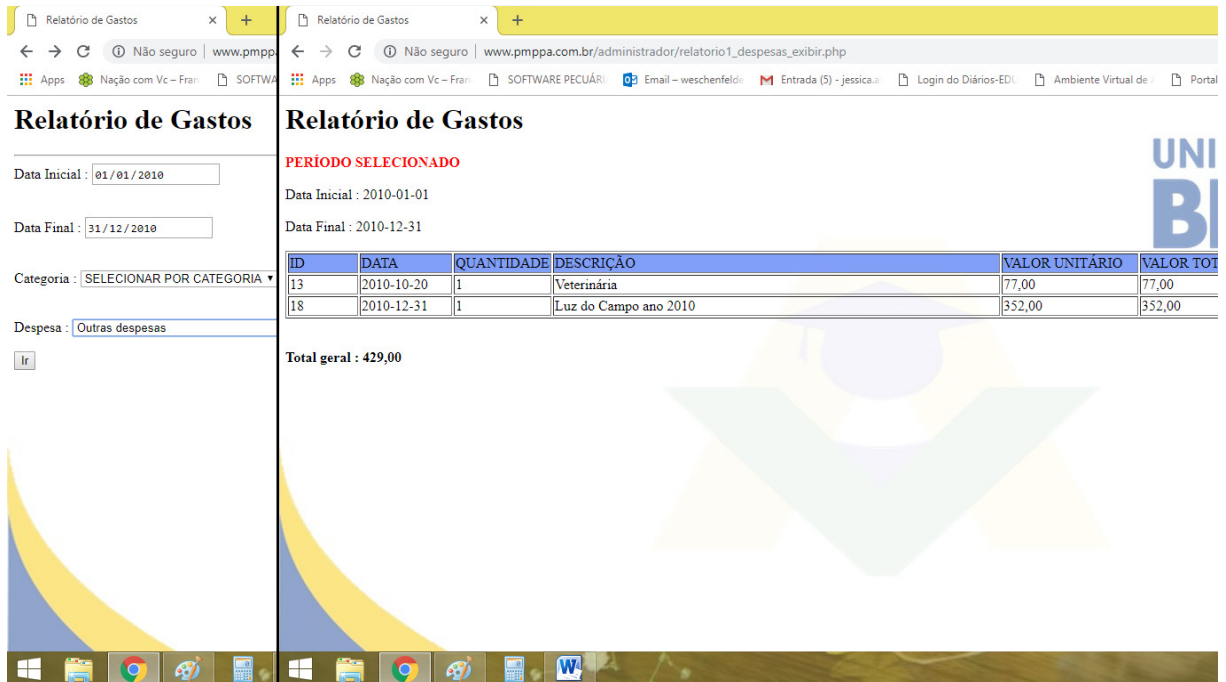 Relatório de Gastos
Não seguro | www.pmppa.
Apps Nação com Vc – Fran SOFTWA
Relatório de Gastos
Data Inicial : 01/01/2010
Data Final : 31/12/2010
Categoria : SELECIONAR POR CATEGORIA
Despesa : Outras despesas
Ir
Relatório de Gastos
Não seguro | www.pmppa.com.br/administrador/relatorio1_despesas_exibir.php
Apps Nação com Vc – Fran SOFTWARE PECUÁRI Email – weschenfelde Entrada (5) - jessica.a Login do Diários-EDU Ambiente Virtual de Portal
Relatório de Gastos
UNI
PERÍODO SELECIONADO
Data Inicial : 2010-01-01
Data Final : 2010-12-31
ID DATA QUANTIDADE DESCRIÇÃO VALOR UNITÁRIO VALOR TOT
13 2010-10-20 1 Veterinária 77,00 77,00
18 2010-12-31 1 Luz do Campo ano 2010 352,00 352,00
Total geral : 429,00